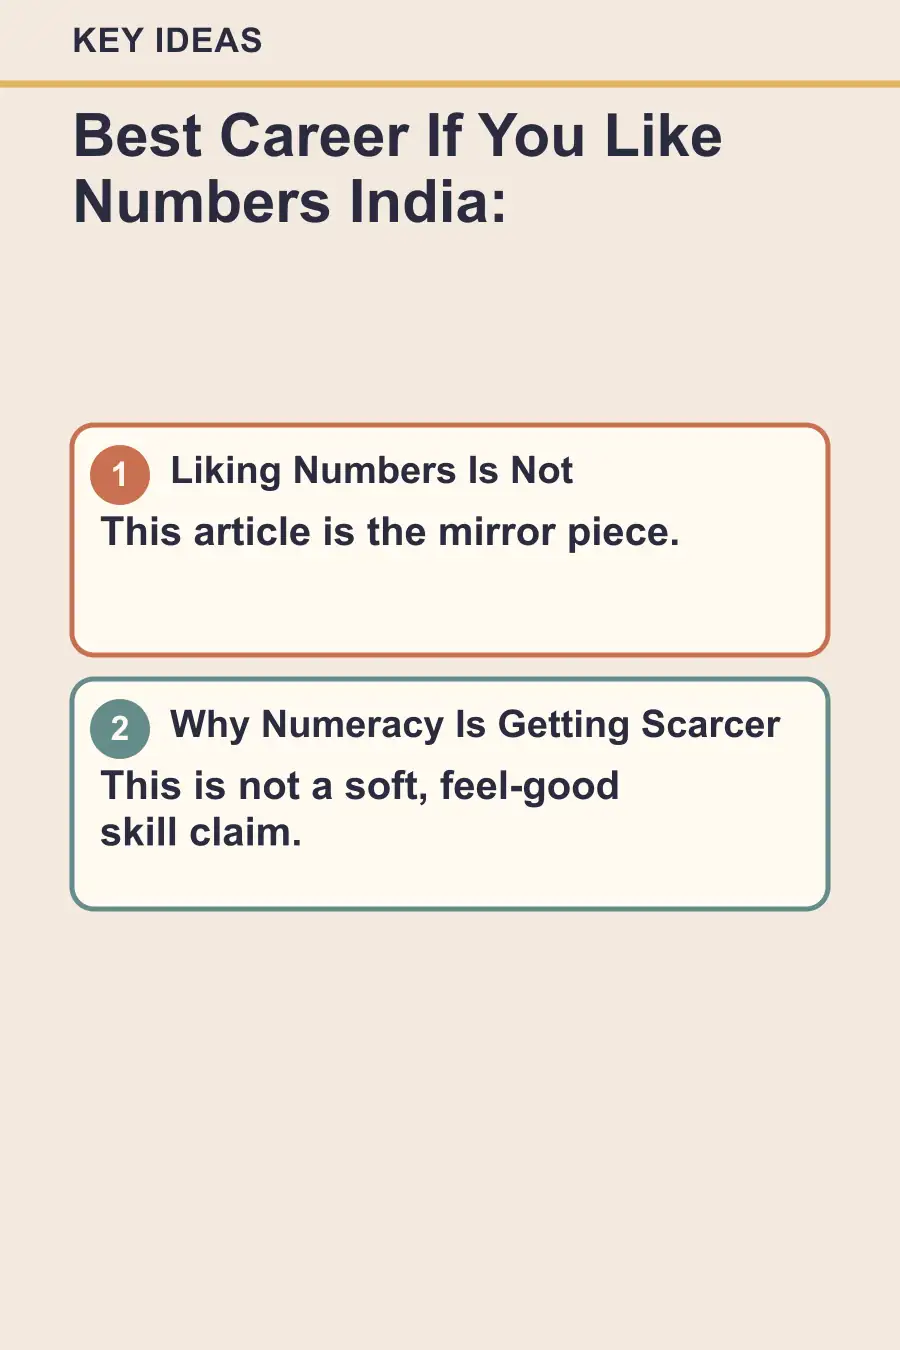 KEY IDEAS
Best Career If You Like
Numbers India:
1 Liking Numbers Is Not
This article is the mirror piece.
2 Why Numeracy Is Getting Scarcer
This is not a soft, feel-good
skill claim.